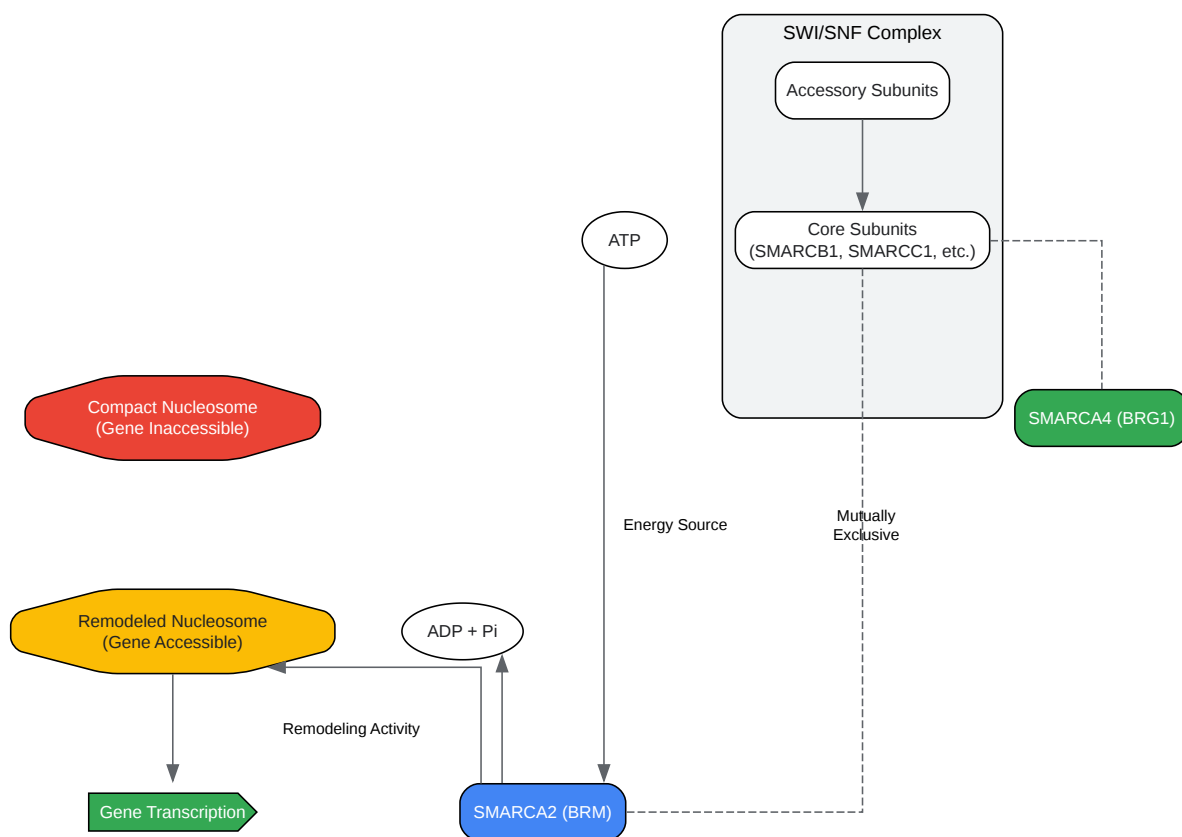 SWI/SNF Complex
Accessory Subunits
Core Subunits
(SMARCB1, SMARCC1, etc.)
ATP
Compact Nucleosome
(Gene Inaccessible)
SMARCA4 (BRG1)
Energy Source
Mutually
Exclusive
Remodeled Nucleosome
(Gene Accessible)
ADP + Pi
Remodeling Activity
Gene Transcription
SMARCA2 (BRM)